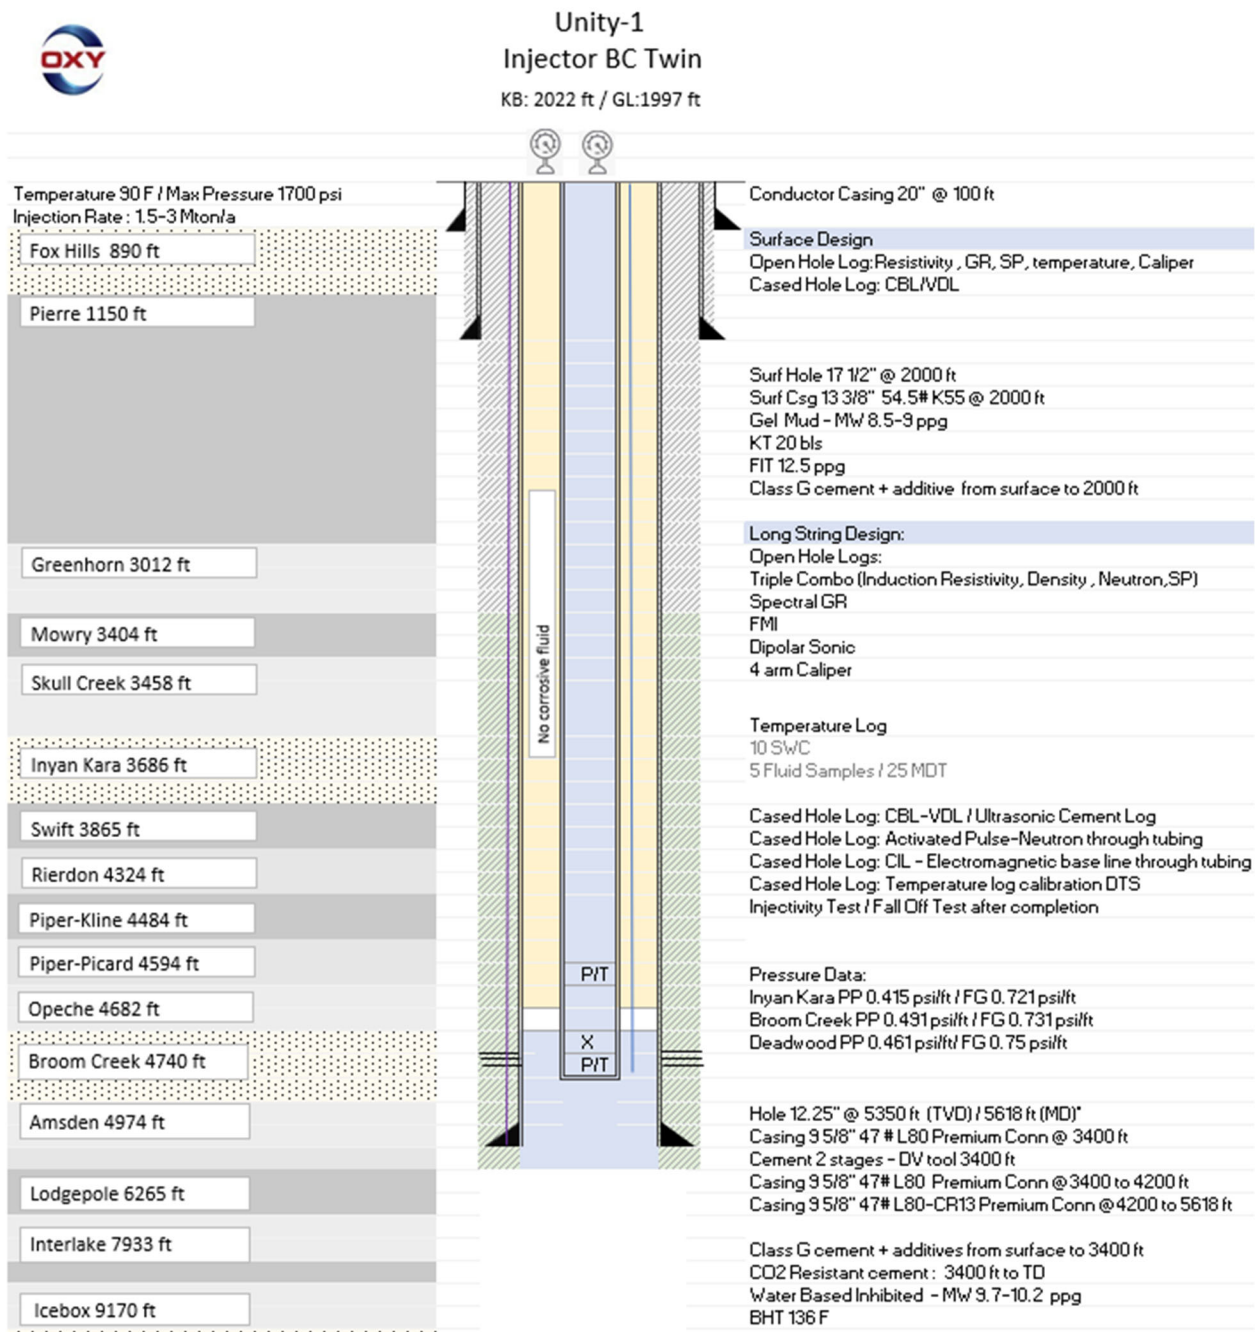 OXY
Unity-1
Injector BC Twin
KB: 2022 ft / GL:1997 ft
Temperature 90 F / Max Pressure 1700 psi
Injection Rate : 1.5-3 Mton/a
Fox Hills 890 ft
Pierre 1150 ft
Greenhorn 3012 ft
Mowry 3404 ft
Skull Creek 3458 ft
Inyan Kara 3686 ft
Swift 3865 ft
Rierdon 4324 ft
Piper-Kline 4484 ft
Piper-Picard 4594 ft
Opeche 4682 ft
Broom Creek 4740 ft
Amsden 4974 ft
Lodgepole 6265 ft
Interlake 7933 ft
Icebox 9170 ft
No corrosive fluid
P/T
X
P/T
Conductor Casing 20" @ 100 ft
Surface Design
Open Hole Log: Resistivity , GR, SP, temperature, Caliper
Cased Hole Log: CBL/VDL
Surf Hole 17 1/2" @ 2000 ft
Surf Csg 13 3/8" 54.5# K55 @ 2000 ft
Gel Mud - MW 8.5-9 ppg
KT 20 bls
FIT 12.5 ppg
Class G cement + additive from surface to 2000 ft
Long String Design:
Open Hole Logs:
Triple Combo (Induction Resistivity, Density , Neutron,SP)
Spectral GR
FMI
Dipolar Sonic
4 arm Caliper
Temperature Log
10 SWC
5 Fluid Samples / 25 MDT
Cased Hole Log: CBL-VDL / Ultrasonic Cement Log
Cased Hole Log: Activated Pulse-Neutron through tubing
Cased Hole Log: CIL - Electromagnetic base line through tubing
Cased Hole Log: Temperature log calibration DTS
Injectivity Test / Fall Off Test after completion
Pressure Data:
Inyan Kara PP 0.415 psi/ft / FG 0.721 psi/ft
Broom Creek PP 0.491 psi/ft / FG 0.731 psi/ft
Deadwood PP 0.461 psi/ft/ FG 0.75 psi/ft
Hole 12.25" @ 5350 ft (TVD) / 5618 ft (MD)*
Casing 9 5/8" 47 # L80 Premium Conn @ 3400 ft
Cement 2 stages - DV tool 3400 ft
Casing 9 5/8" 47# L80 Premium Conn @3400 to 4200 ft
Casing 9 5/8" 47# L80-CR13 Premium Conn @4200 to 5618 ft
Class G cement + additives from surface to 3400 ft
CO2 Resistant cement : 3400 ft to TD
Water Based Inhibited - MW 9.7-10.2 ppg
BHT 136 F